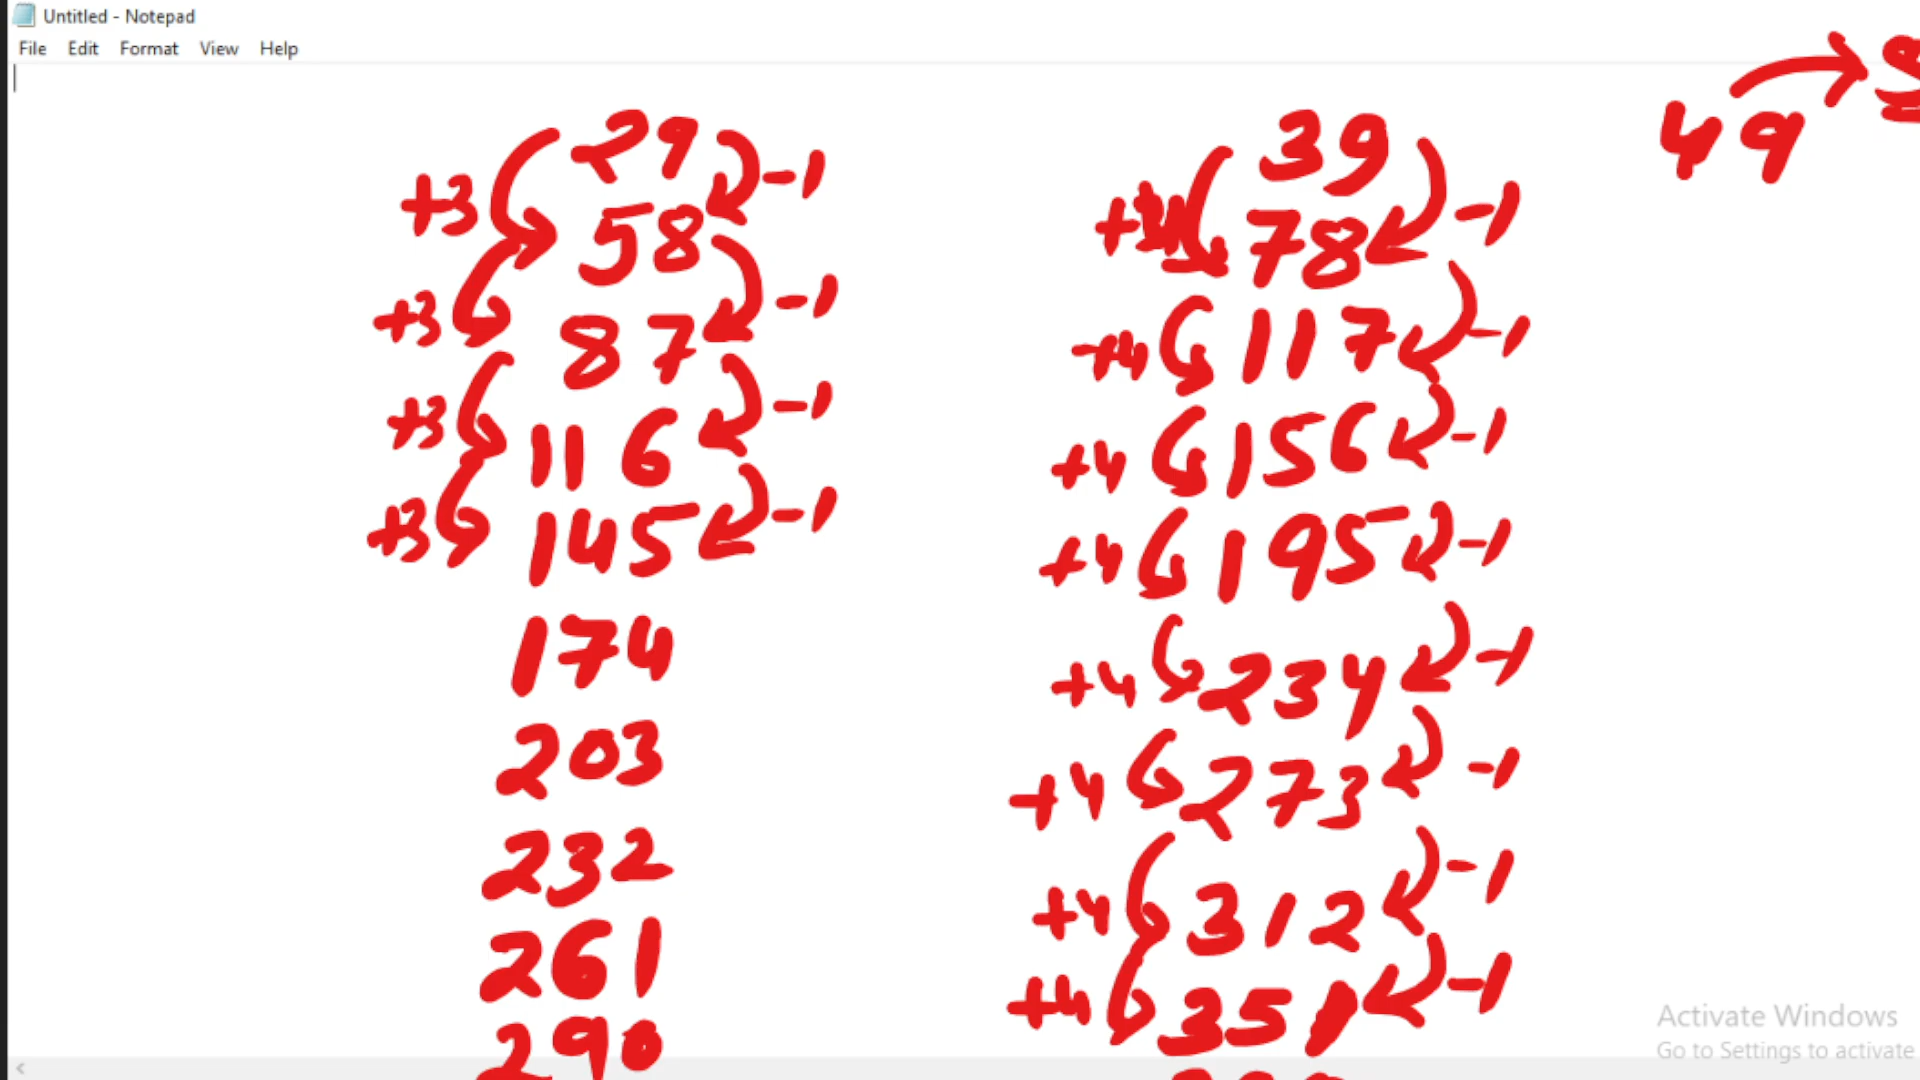 Untitled - Notepad
File Edit Format View Help
49
29 -1
+3 58 -1
+3 87 -1
+3 116 -1
+3 145 -1
174
203
232
261
290
39 -1
78
+4 117 -1
+4 156 -1
+4 195 -1
+4 234 -1
+4 273 -1
+4 312 -1
+4 351 -1
Activate Windows
Go to Settings to activate